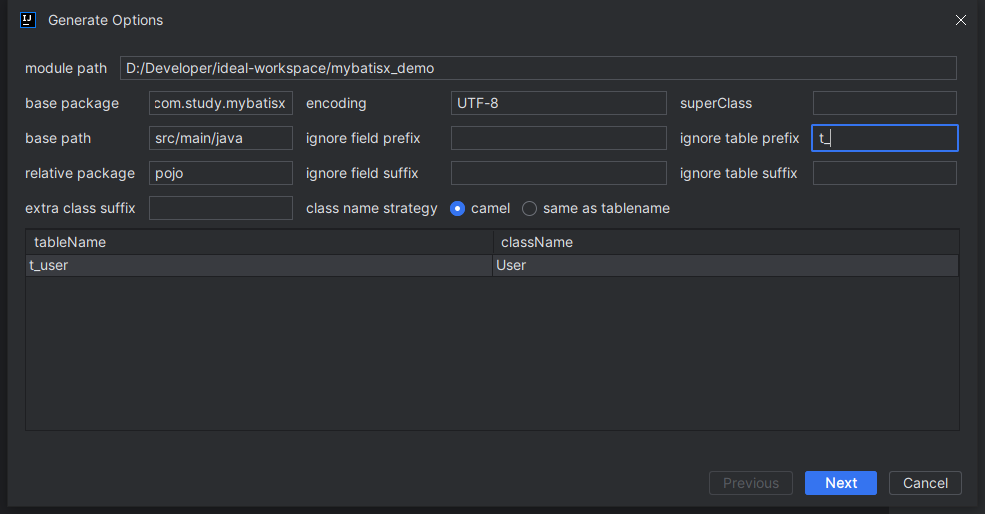 Generate Options
module path D:/Developer/ideal-workspace/mybatisx_demo
base package com.study.mybatisx encoding UTF-8 superClass
base path src/main/java ignore field prefix ignore table prefix t_
relative package pojo ignore field suffix ignore table suffix
extra class suffix class name strategy camel same as tablename
tableName className
t_user User
Previous Next Cancel